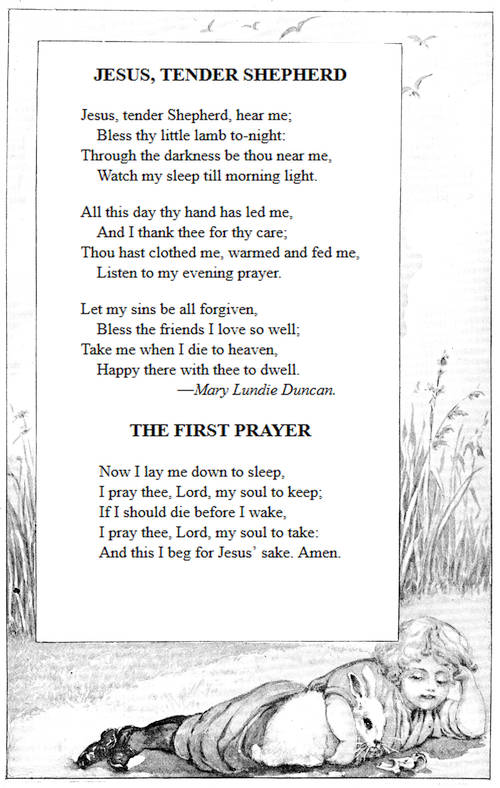 JESUS, TENDER SHEPHERD
Jesus, tender Shepherd, hear me;
Bless thy little lamb to-night:
Through the darkness be thou near me,
Watch my sleep till morning light.
All this day thy hand has led me,
And I thank thee for thy care;
Thou hast clothed me, warmed and fed me,
Listen to my evening prayer.
Let my sins be all forgiven,
Bless the friends I love so well;
Take me when I die to heaven,
Happy there with thee to dwell.
—Mary Lundie Duncan.
THE FIRST PRAYER
Now I lay me down to sleep,
I pray thee, Lord, my soul to keep;
If I should die before I wake,
I pray thee, Lord, my soul to take:
And this I beg for Jesus’ sake. Amen.